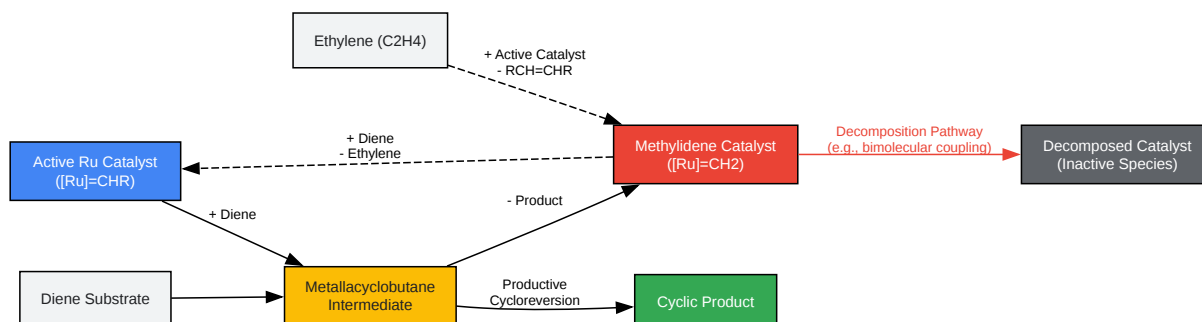 Ethylene (C2H4)
+ Active Catalyst
- RCH=CHR
+ Diene
- Ethylene
Methylidene Catalyst
([Ru]=CH2)
Decomposition Pathway
(e.g., bimolecular coupling)
Decomposed Catalyst
(Inactive Species)
Active Ru Catalyst
([Ru]=CHR)
+ Diene
- Product
Diene Substrate
Metallacyclobutane
Intermediate
Productive
Cycloreversion
Cyclic Product